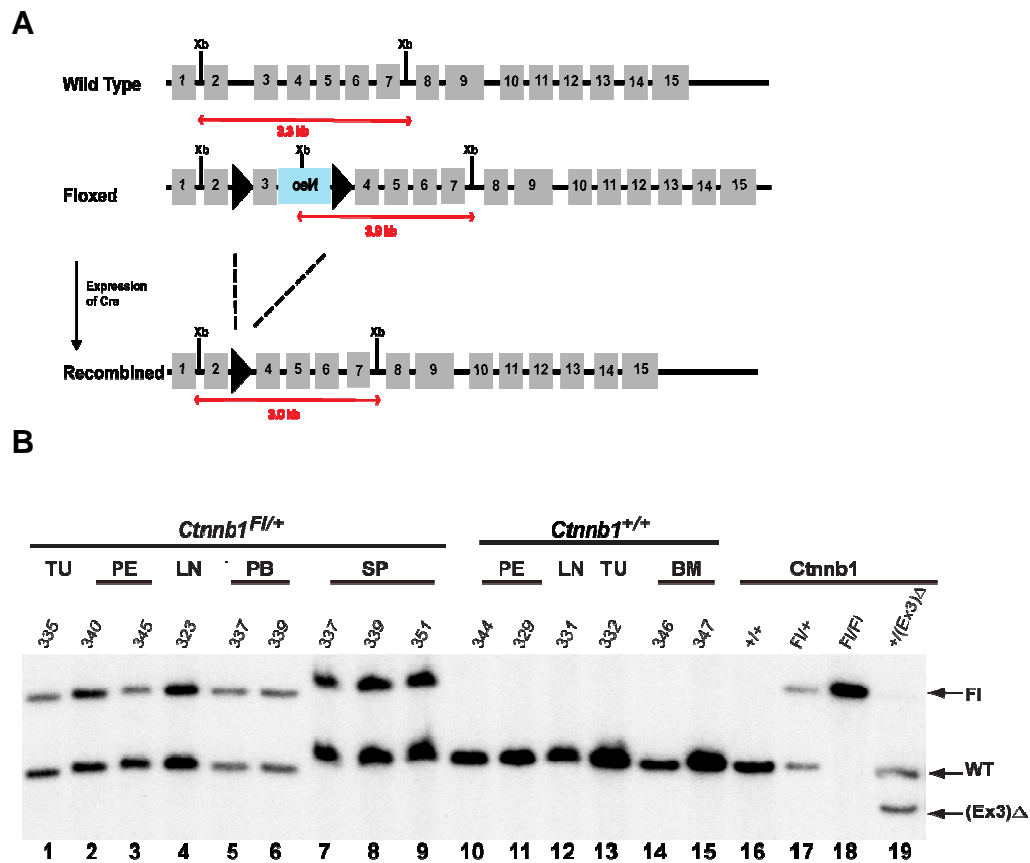 A
Xb Xb
Wild Type 1 2 3 4 5 6 7 8 9 10 11 12 13 14 15
3.3 kb
Xb Xb Xb
Floxed 1 2 3 Neo 4 5 6 7 8 9 10 11 12 13 14 15
3.9 kb
Expression
of Cre
Xb Xb
Recombined 1 2 4 5 6 7 8 9 10 11 12 13 14 15
3.0 kb
B
Ctnnb1Fl/+ Ctnnb1+/+
TU PE LN PB SP PE LN TU BM Ctnnb1
335 340 345 323 337 339 337 339 351 344 329 331 332 346 347 +/+ Fl/+ Fl/Fl +/(Ex3)Δ
Fl
WT
(Ex3)Δ
1 2 3 4 5 6 7 8 9 10 11 12 13 14 15 16 17 18 19